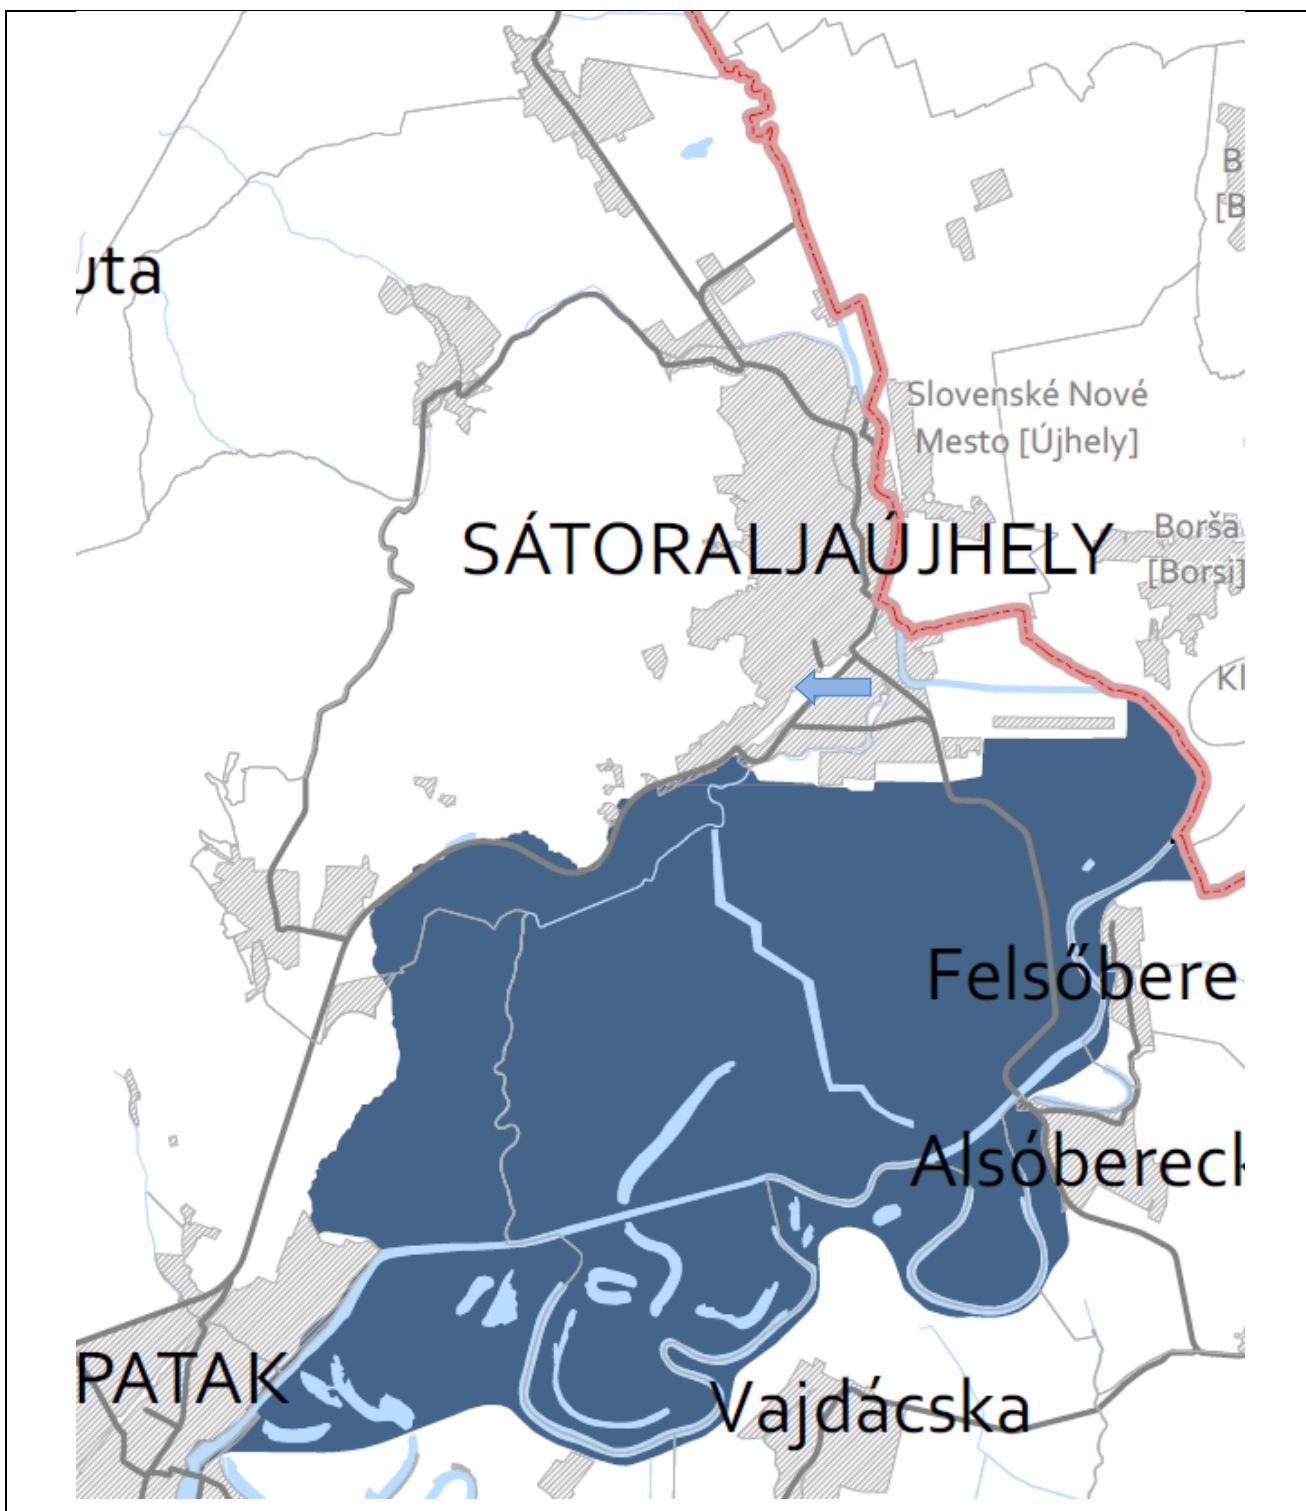 B
[B
uta
Slovenské Nové
Mesto [Újhely]
SÁTORALJAÚJHELY
Borša
[Borsi]
Kl
Felsőbere
Alsóbereck
PATAK
Vajdácska